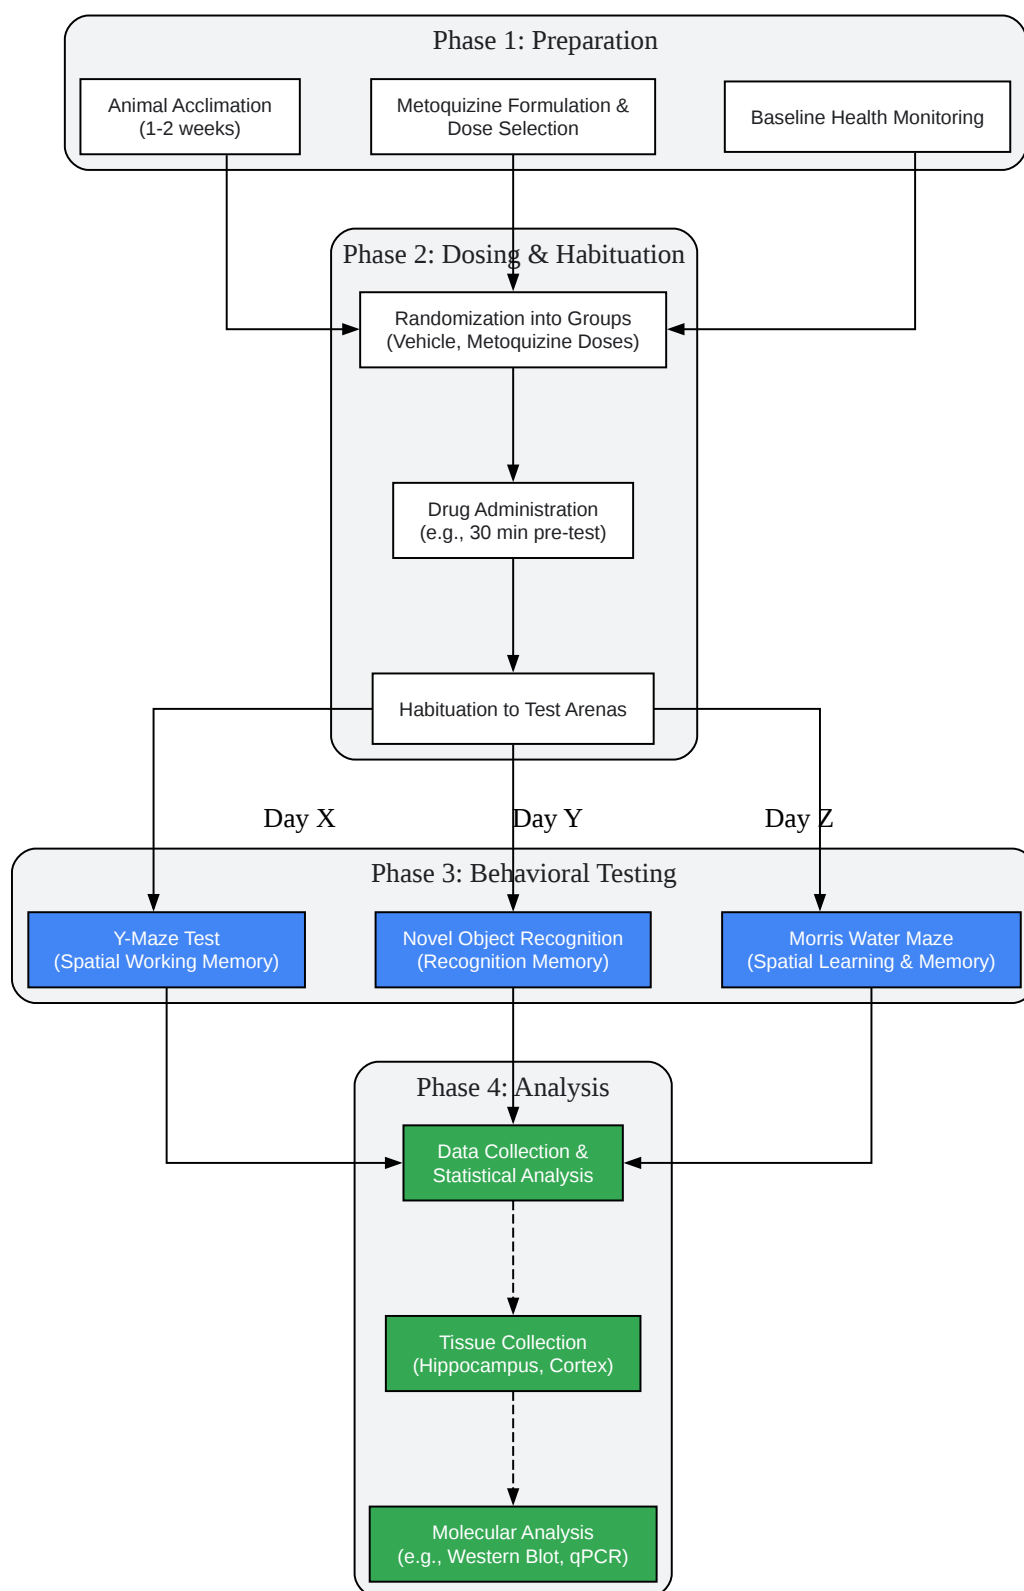 Phase 1: Preparation
Animal Acclimation
(1-2 weeks)
Metoquizine Formulation &
Dose Selection
Baseline Health Monitoring
Phase 2: Dosing & Habituation
Randomization into Groups
(Vehicle, Metoquizine Doses)
Drug Administration
(e.g., 30 min pre-test)
Habituation to Test Arenas
Day X
Day Y
Day Z
Phase 3: Behavioral Testing
Y-Maze Test
(Spatial Working Memory)
Novel Object Recognition
(Recognition Memory)
Morris Water Maze
(Spatial Learning & Memory)
Phase 4: Analysis
Data Collection &
Statistical Analysis
Tissue Collection
(Hippocampus, Cortex)
Molecular Analysis
(e.g., Western Blot, qPCR)